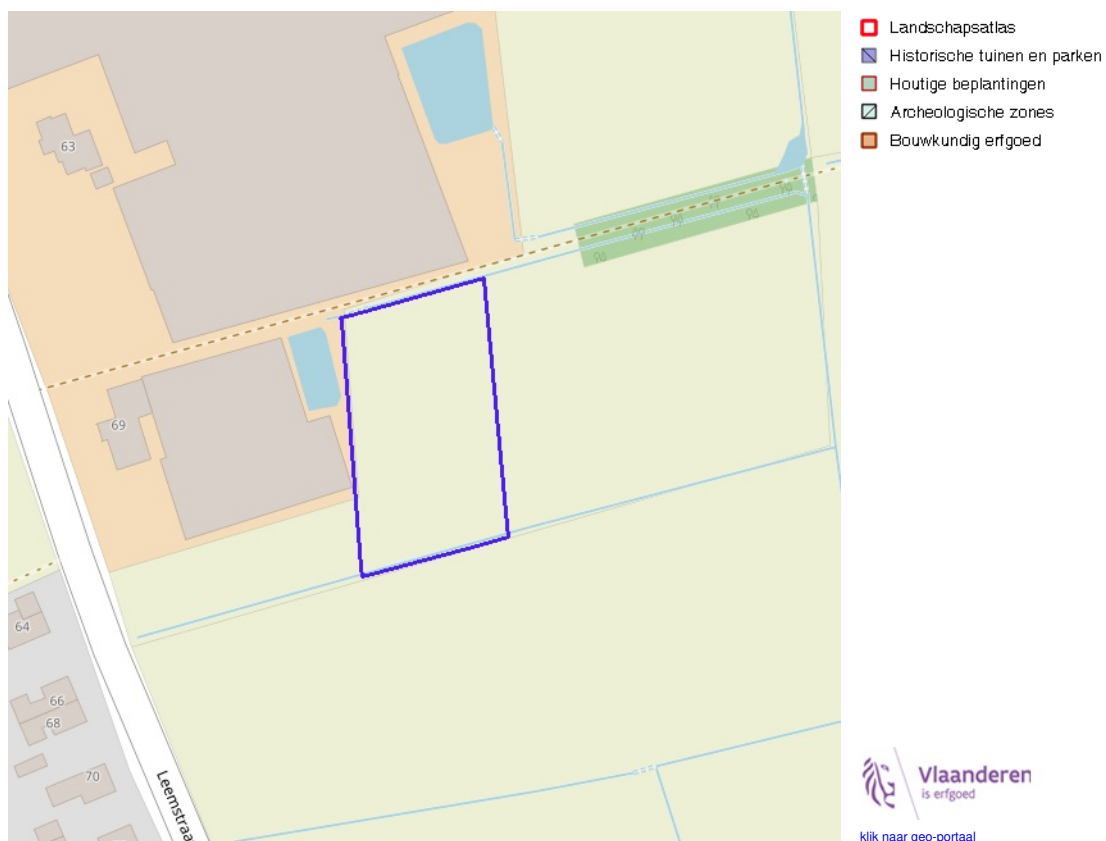 Landschapsatlas
Historische tuinen en parken
Houtige beplantingen
Archeologische zones
Bouwkundig erfgoed
63
69
64
66
68
70
Leemstraa
Vlaanderen
is erfgoed
klik naar geo-portaal